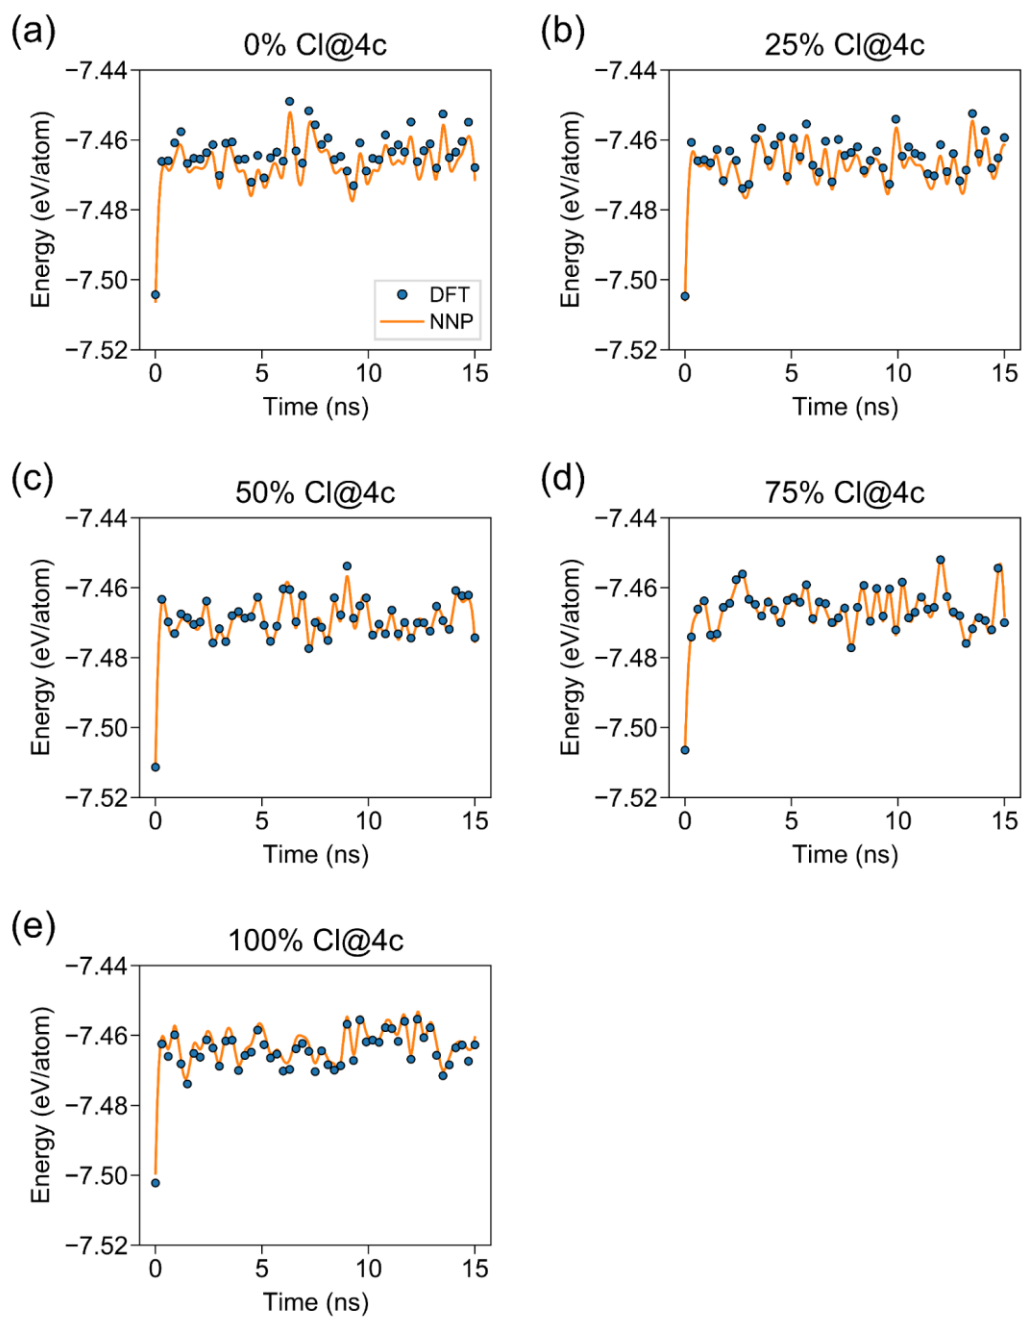 (a)
0% Cl@4c
−7.44
−7.46
−7.48
−7.50
−7.52
Energy (eV/atom)
DFT
NNP
0
5
10
15
Time (ns)
(b)
25% Cl@4c
−7.44
−7.46
−7.48
−7.50
−7.52
Energy (eV/atom)
0
5
10
15
Time (ns)
(c)
50% Cl@4c
−7.44
−7.46
−7.48
−7.50
−7.52
Energy (eV/atom)
0
5
10
15
Time (ns)
(d)
75% Cl@4c
−7.44
−7.46
−7.48
−7.50
−7.52
Energy (eV/atom)
0
5
10
15
Time (ns)
(e)
100% Cl@4c
−7.44
−7.46
−7.48
−7.50
−7.52
Energy (eV/atom)
0
5
10
15
Time (ns)